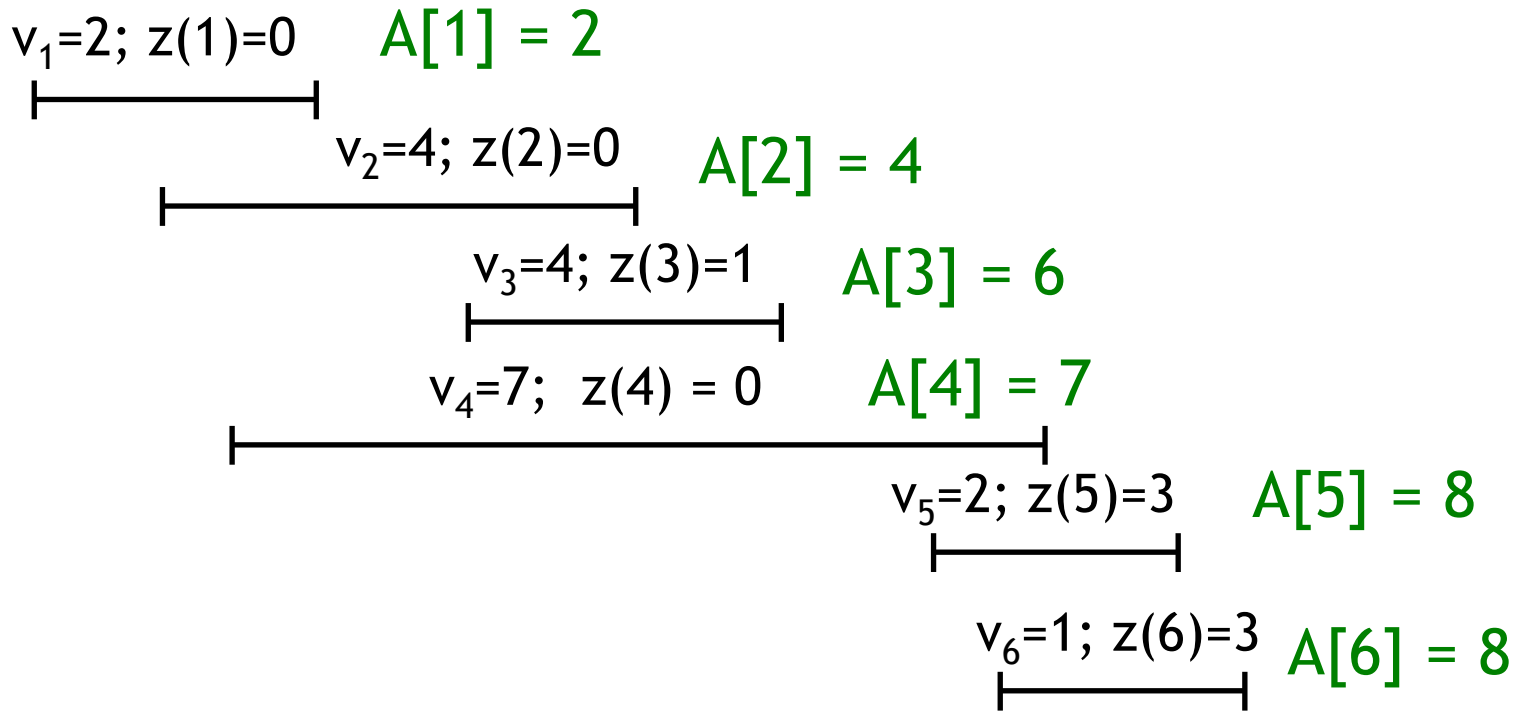 v₁=2; z(1)=0 A[1] = 2
v₂=4; z(2)=0 A[2] = 4
v₃=4; z(3)=1 A[3] = 6
v₄=7; z(4) = 0 A[4] = 7
v₅=2; z(5)=3 A[5] = 8
v₆=1; z(6)=3 A[6] = 8